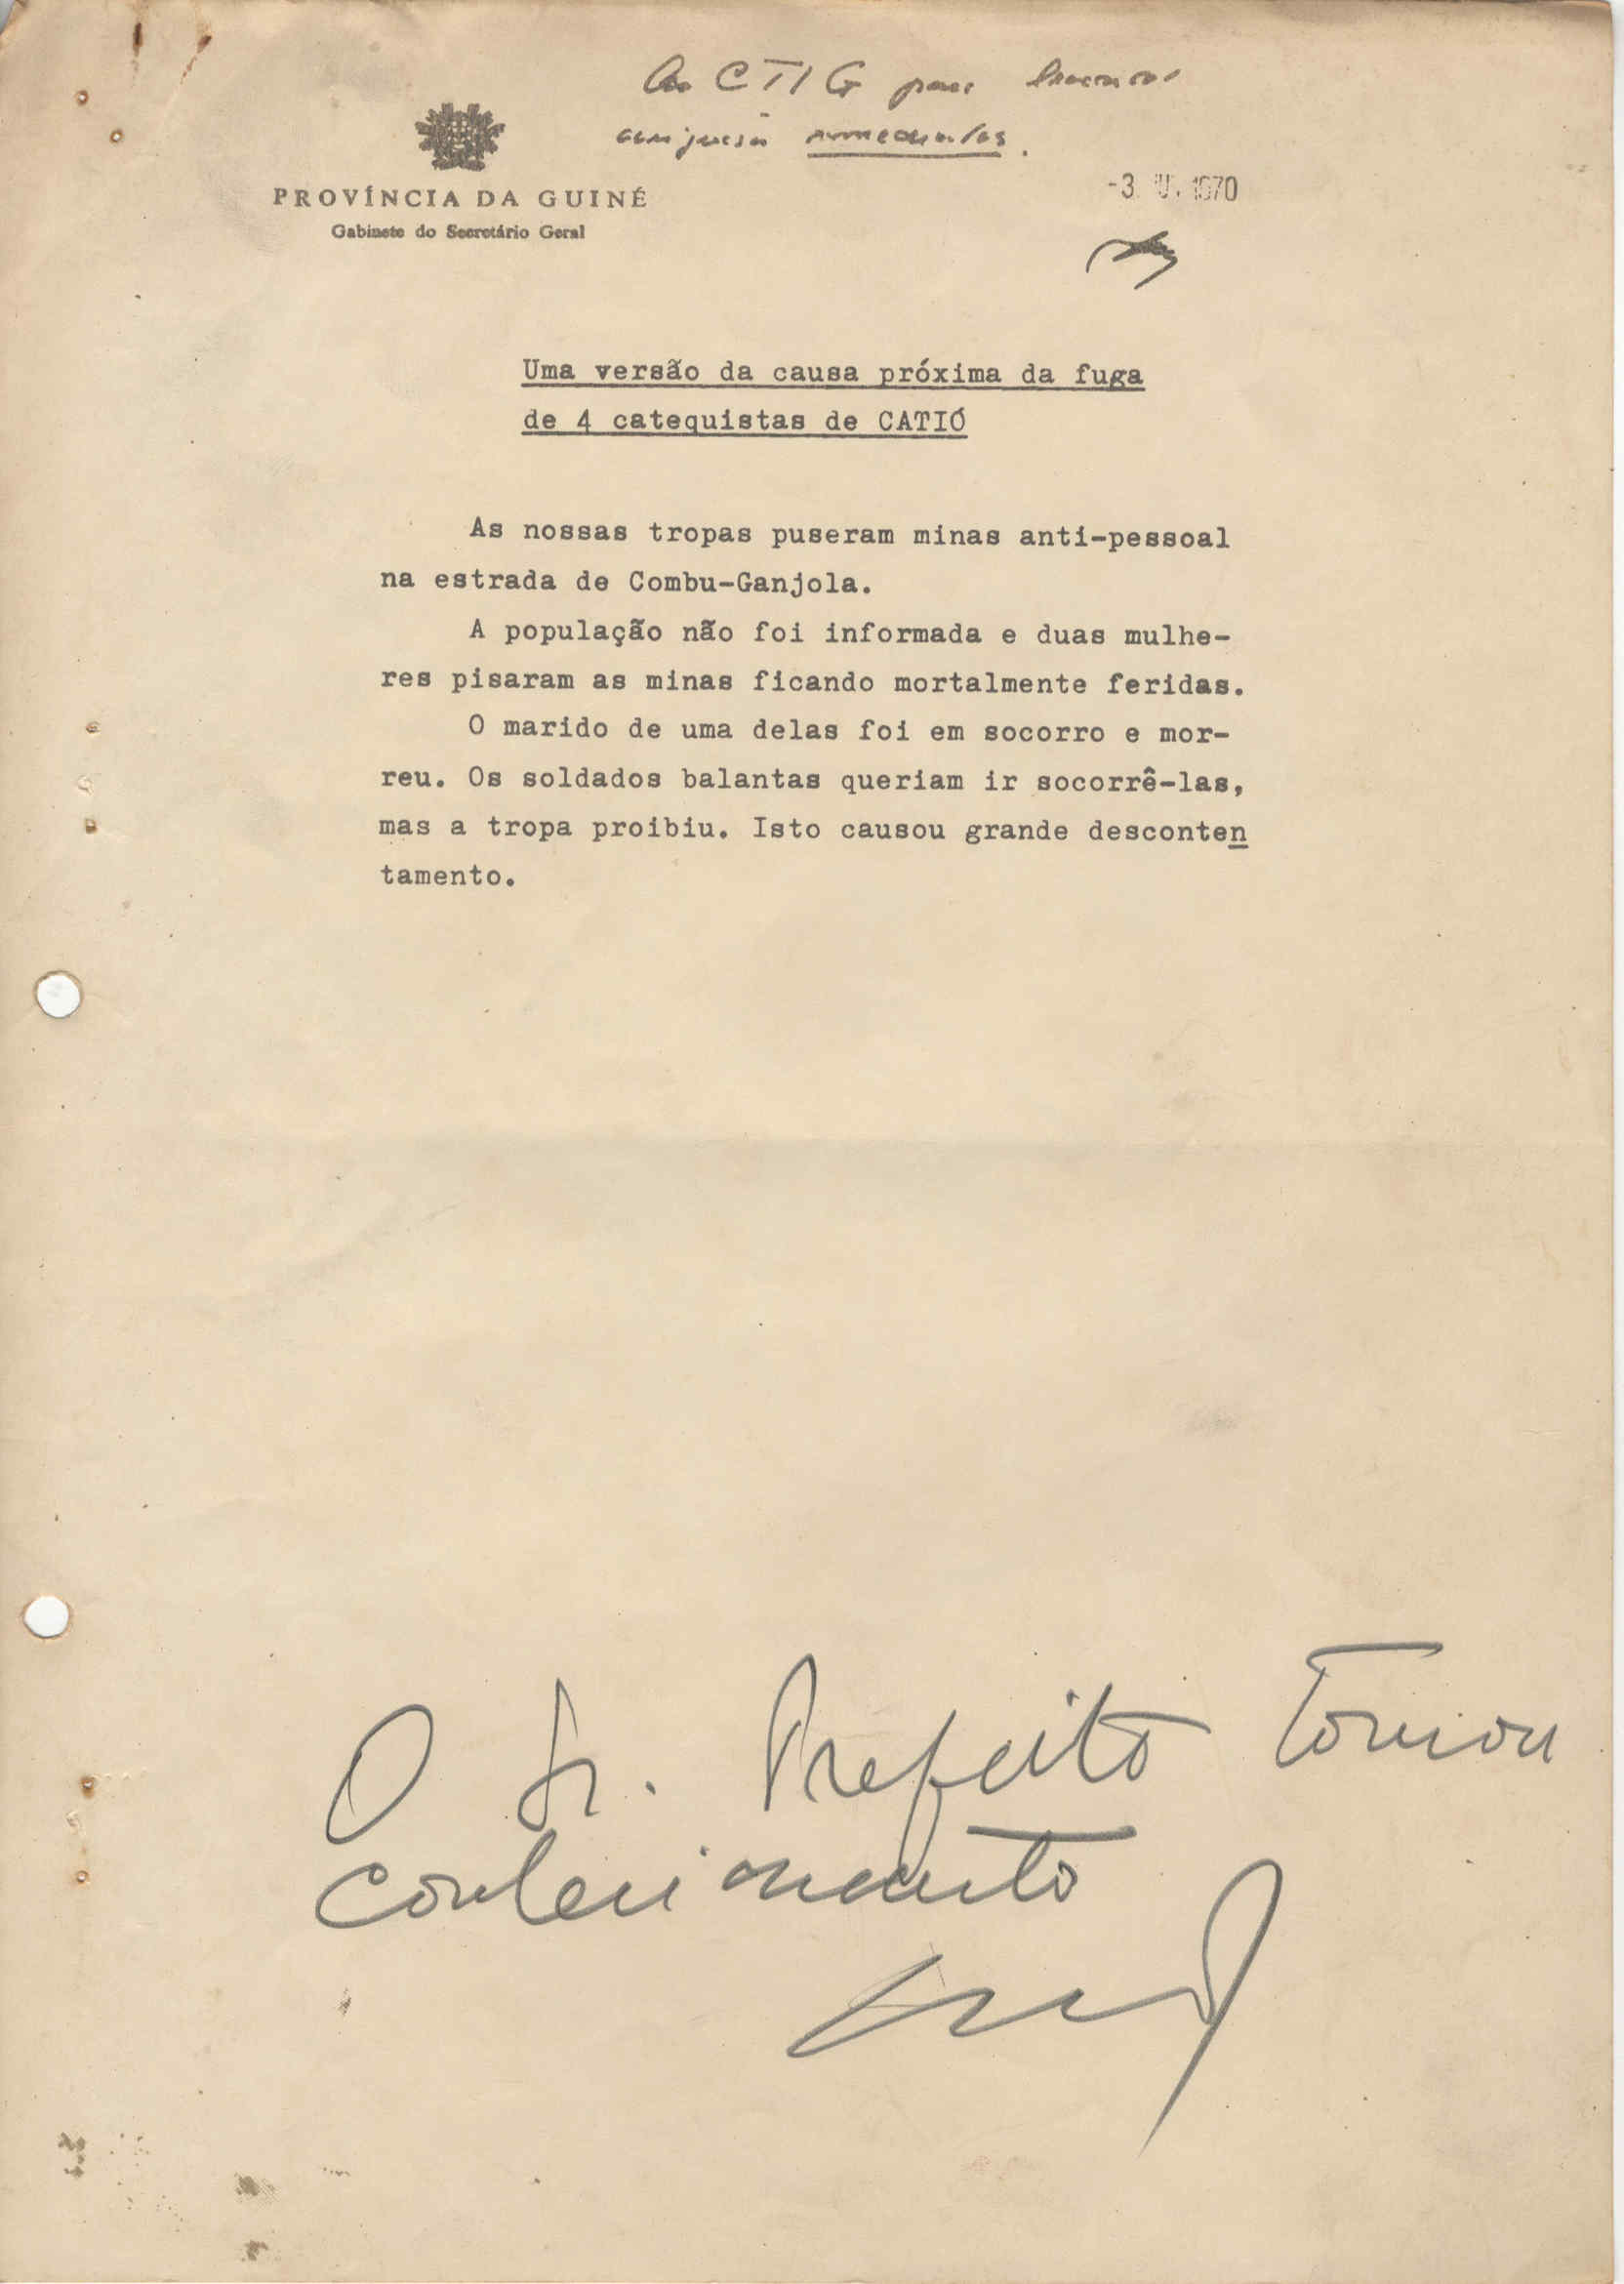 Ao CTIG para
imediatas.
PROVÍNCIA DA GUINÉ
Gabinete do Secretário Geral
-3. 1970
Uma versão da causa próxima da fuga
de 4 catequistas de CATIÓ
As nossas tropas puseram minas anti-pessoal
na estrada de Combu-Ganjola.
A população não foi informada e duas mulhe-
res pisaram as minas ficando mortalmente feridas.
O marido de uma delas foi em socorro e mor-
reu. Os soldados balantas queriam ir socorrê-las,
mas a tropa proibiu. Isto causou grande desconten
tamento.
O Sr. Prefeito tomou
conhecimento